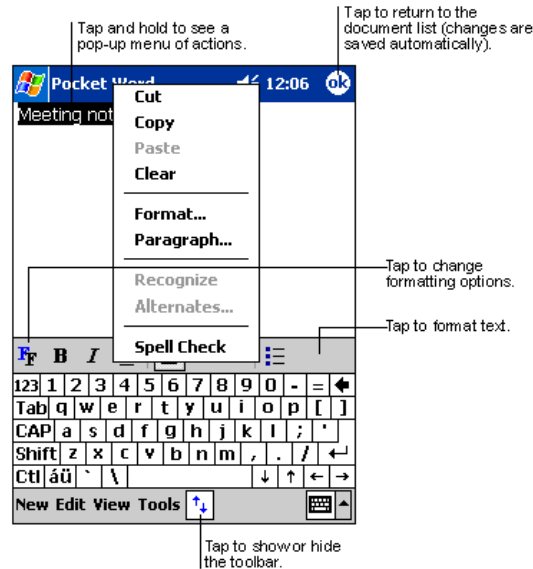 Tap to return to the
document list (changes are
saved automatically).
Tap and hold to see a
pop-up menu of actions.
Pocket Word 12:06 ok
Meeting not
Cut
Copy
Paste
Clear
Format...
Paragraph...
Recognize
Alternates...
Spell Check
Tap to change
formatting options.
Tap to format text.
FF B I
123 1 2 3 4 5 6 7 8 9 0 - =
Tab q w e r t y u i o p [ ]
CAP a s d f g h j k l ; '
Shift z x c v b n m , . /
Ctl áü ` \ ↓ ↑ ← →
New Edit View Tools
Tap to show or hide
the toolbar.